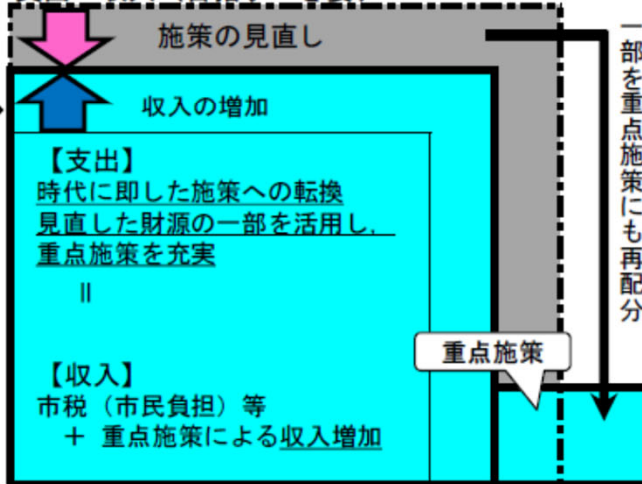 施策の見直し
収入の増加
【支出】
時代に即した施策への転換
見直した財源の一部を活用し、
重点施策を充実
॥
【収入】
市税（市民負担）等
＋ 重点施策による収入増加
重点施策
一部を重点施策にも再配分